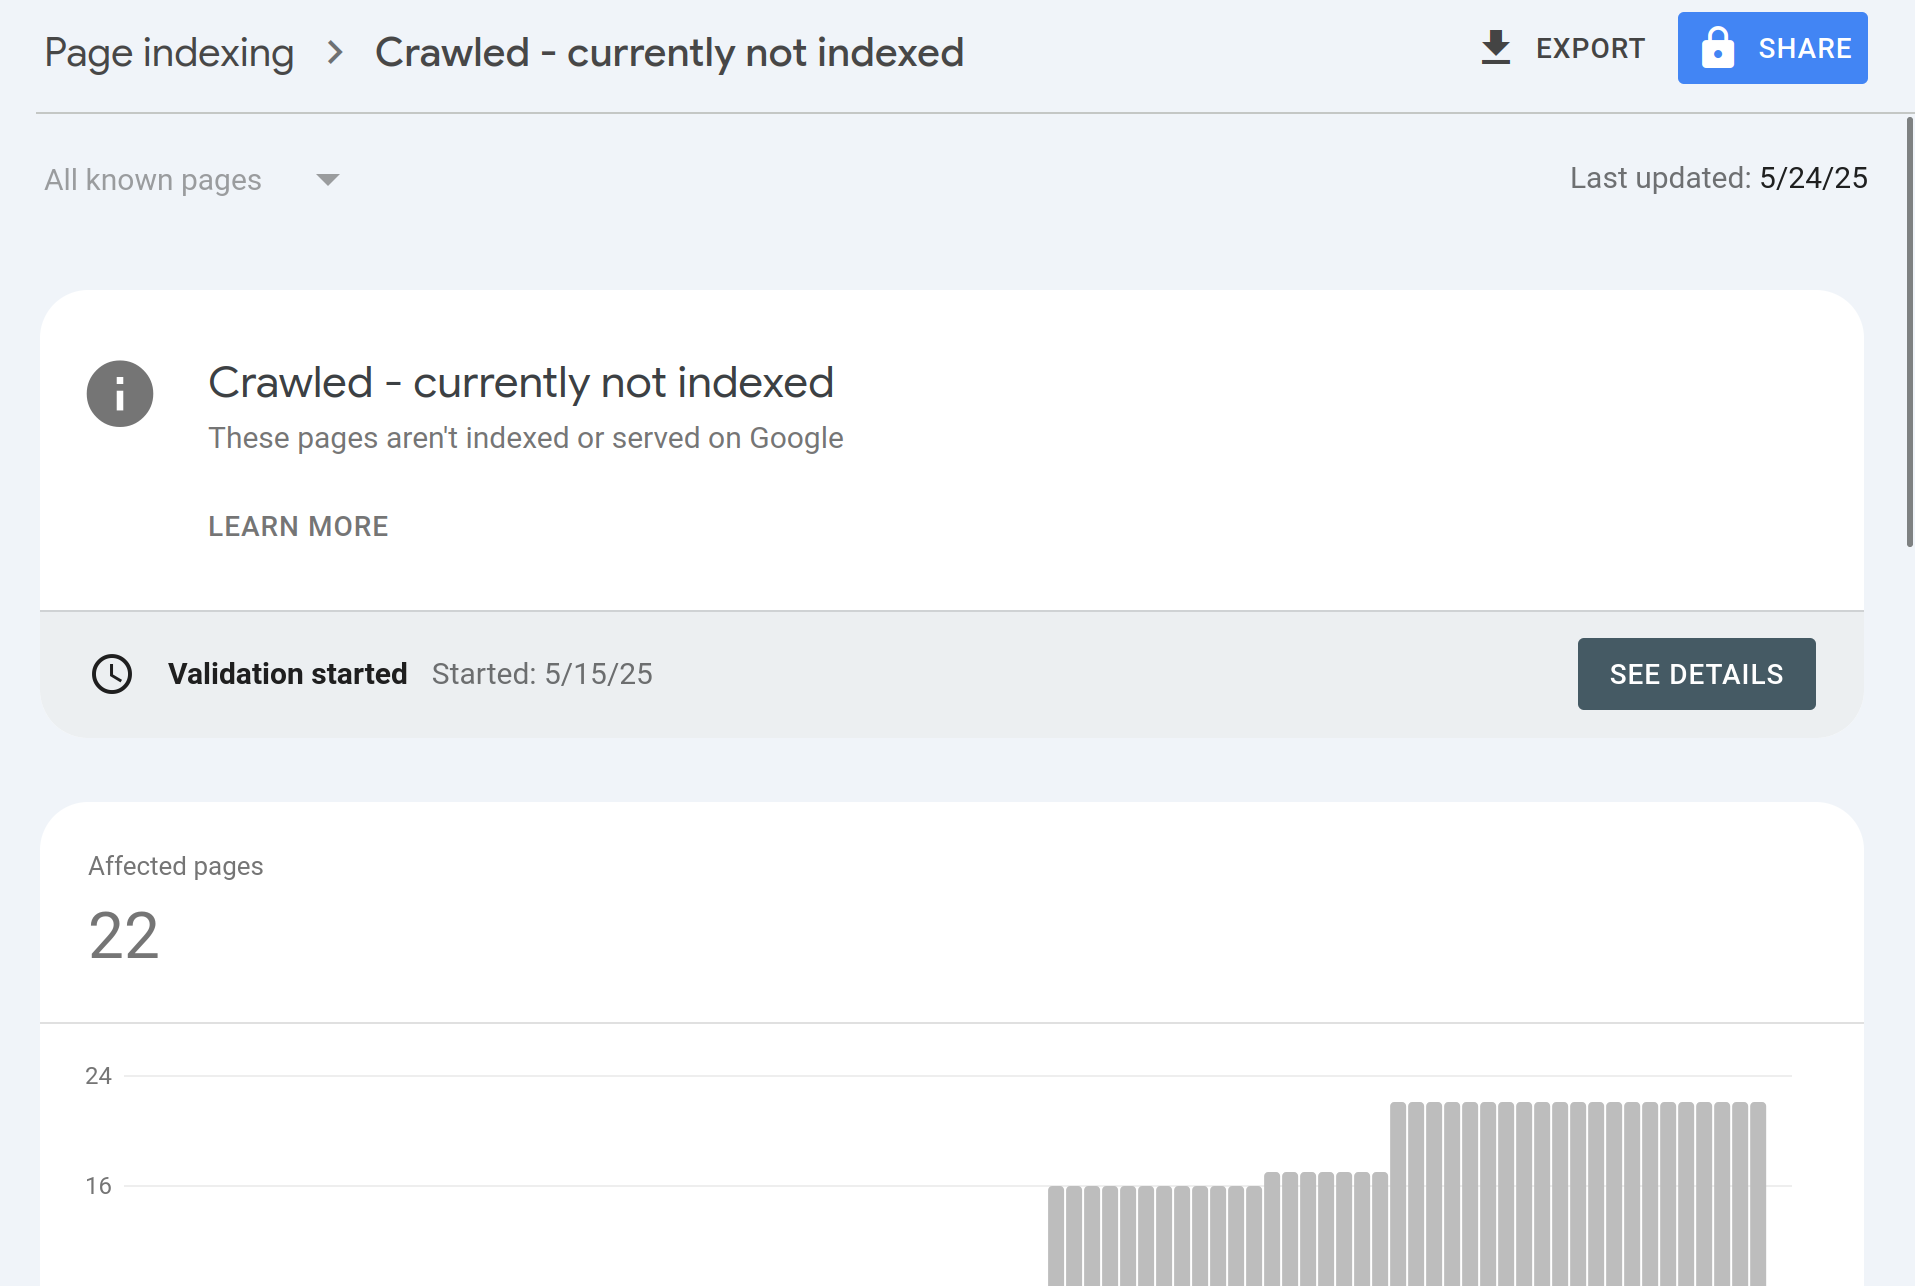 Page indexing > Crawled - currently not indexed
EXPORT
SHARE
All known pages
Last updated: 5/24/25
Crawled - currently not indexed
These pages aren't indexed or served on Google
LEARN MORE
Validation started Started: 5/15/25
SEE DETAILS
Affected pages
22
24
16